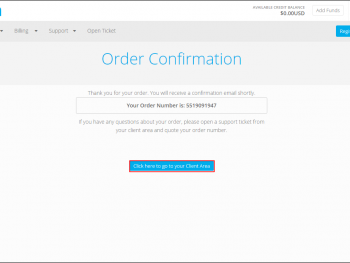 AVAILABLE CREDIT BALANCE
$0.00USD
Add Funds
Billing
Support
Open Ticket
Order Confirmation
Thank you for your order. You will receive a confirmation email shortly.
Your Order Number is: 5519091947
If you have any questions about your order, please open a support ticket from
your client area and quote your order number.
Click here to go to your Client Area